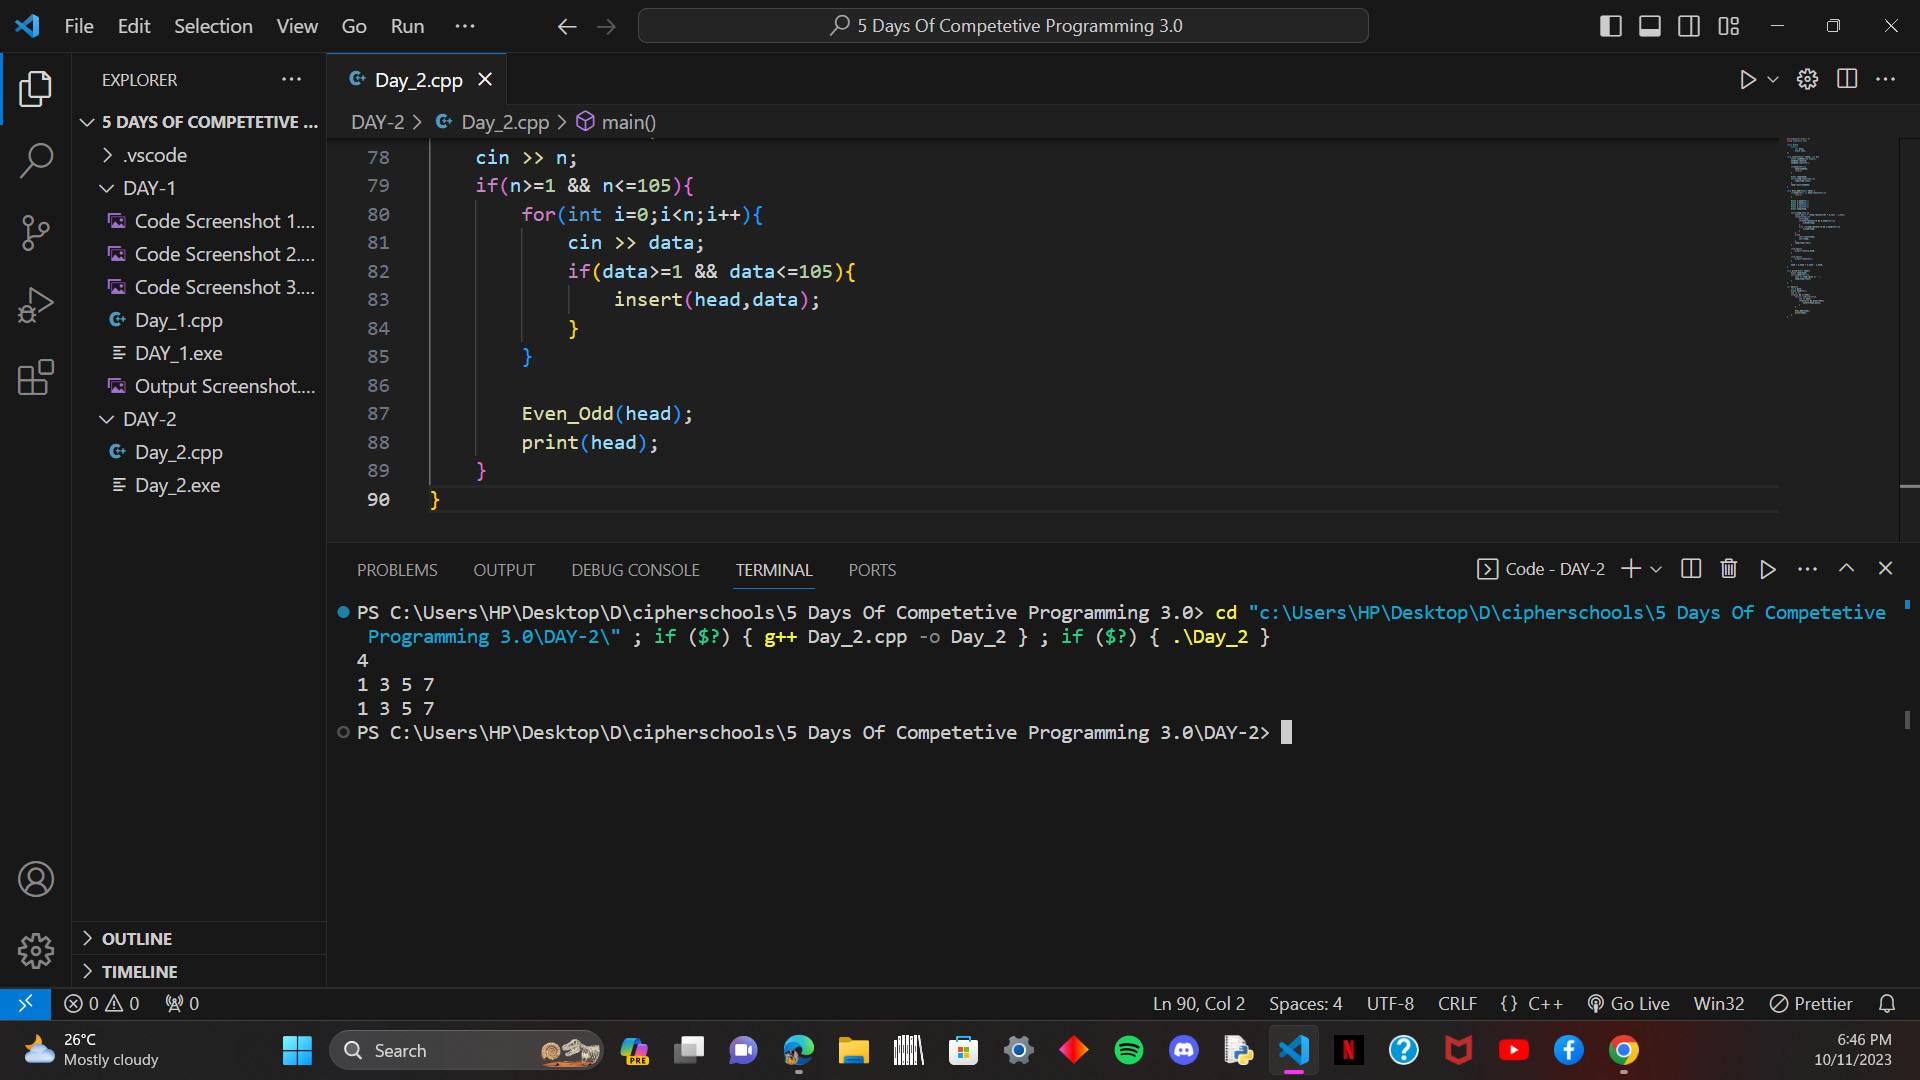 File Edit Selection View Go Run ···
5 Days Of Competetive Programming 3.0
EXPLORER
5 DAYS OF COMPETETIVE ...
.vscode
DAY-1
Code Screenshot 1....
Code Screenshot 2....
Code Screenshot 3....
Day_1.cpp
DAY_1.exe
Output Screenshot....
DAY-2
Day_2.cpp
Day_2.exe
OUTLINE
TIMELINE
Day_2.cpp
DAY-2 > Day_2.cpp > main()
78 cin >> n;
79 if(n>=1 && n<=105){
80 for(int i=0;i<n;i++){
81 cin >> data;
82 if(data>=1 && data<=105){
83 insert(head,data);
84 }
85 }
86
87 Even_Odd(head);
88 print(head);
89 }
90 }
PROBLEMS OUTPUT DEBUG CONSOLE TERMINAL PORTS
Code - DAY-2
PS C:\Users\HP\Desktop\D\cipherschools\5 Days Of Competetive Programming 3.0> cd "c:\Users\HP\Desktop\D\cipherschools\5 Days Of Competetive
Programming 3.0\DAY-2\" ; if ($?) { g++ Day_2.cpp -o Day_2 } ; if ($?) { .\Day_2 }
4
1 3 5 7
1 3 5 7
PS C:\Users\HP\Desktop\D\cipherschools\5 Days Of Competetive Programming 3.0\DAY-2>
0 0 0
Ln 90, Col 2 Spaces: 4 UTF-8 CRLF {} C++ Go Live Win32 Prettier
26°C
Mostly cloudy
Search
PRE
N
6:46 PM
10/11/2023